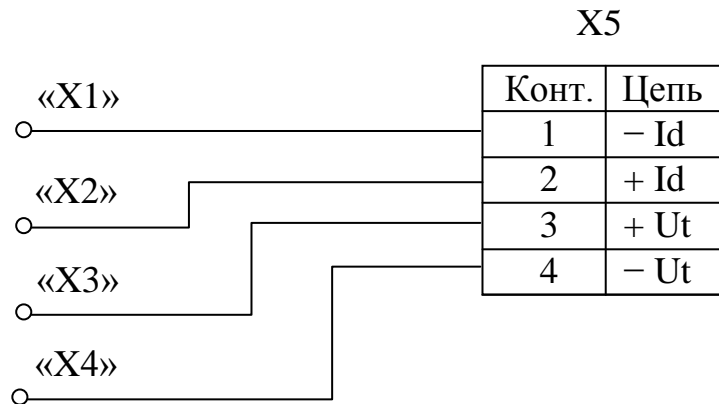 X5
«X1»
«X2»
«X3»
«X4»
Конт. Цепь
1 − Id
2 + Id
3 + Ut
4 − Ut